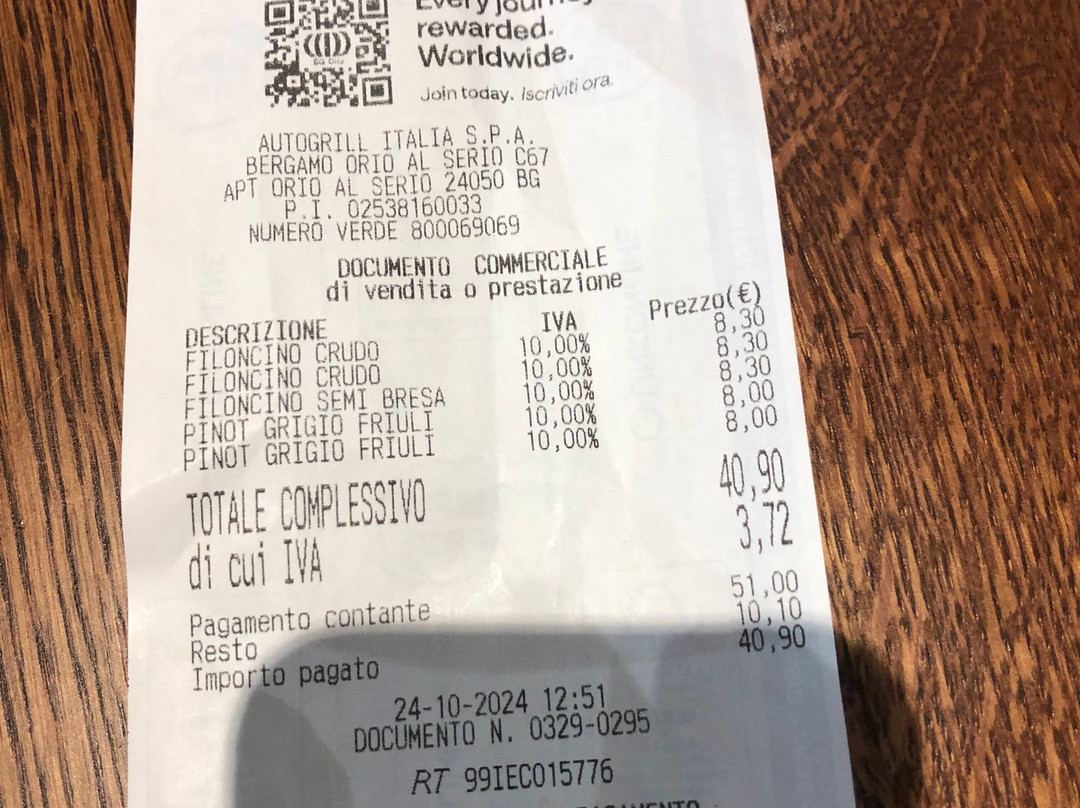 Every journey
rewarded.
Worldwide.
Join today. Iscriviti ora.
AUTOGRILL ITALIA S.P.A.
BERGAMO ORIO AL SERIO C67
APT ORIO AL SERIO 24050 BG
P.I. 02538160033
NUMERO VERDE 800069069
DOCUMENTO COMMERCIALE
di vendita o prestazione
DESCRIZIONE IVA Prezzo(€)
FILONCINO CRUDO 10,00% 8,30
FILONCINO CRUDO 10,00% 8,30
FILONCINO SEMI BRESA 10,00% 8,30
PINOT GRIGIO FRIULI 10,00% 8,00
PINOT GRIGIO FRIULI 10,00% 8,00
TOTALE COMPLESSIVO 40,90
di cui IVA 3,72
Pagamento contante 51,00
Resto 10,10
Importo pagato 40,90
24-10-2024 12:51
DOCUMENTO N. 0329-0295
RT 99IEC015776